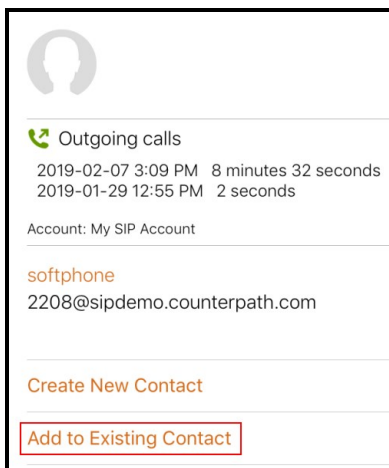 Outgoing calls
2019-02-07 3:09 PM 8 minutes 32 seconds
2019-01-29 12:55 PM 2 seconds
Account: My SIP Account
softphone
2208@sipdemo.counterpath.com
Create New Contact
Add to Existing Contact